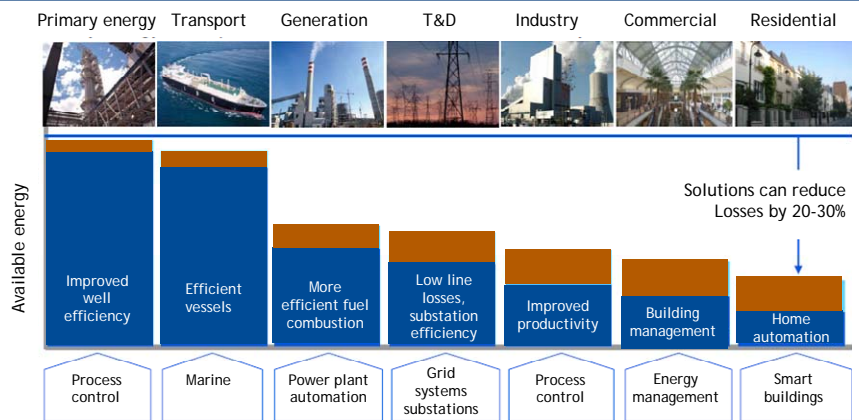 Primary energy
Transport
Generation
T&D
Industry
Commercial
Residential
Available energy
Solutions can reduce
Losses by 20-30%
Improved
well
efficiency
Efficient
vessels
More
efficient fuel
combustion
Low line
losses,
substation
efficiency
Improved
productivity
Building
management
Home
automation
Process
control
Marine
Power plant
automation
Grid
systems
substations
Process
control
Energy
management
Smart
buildings